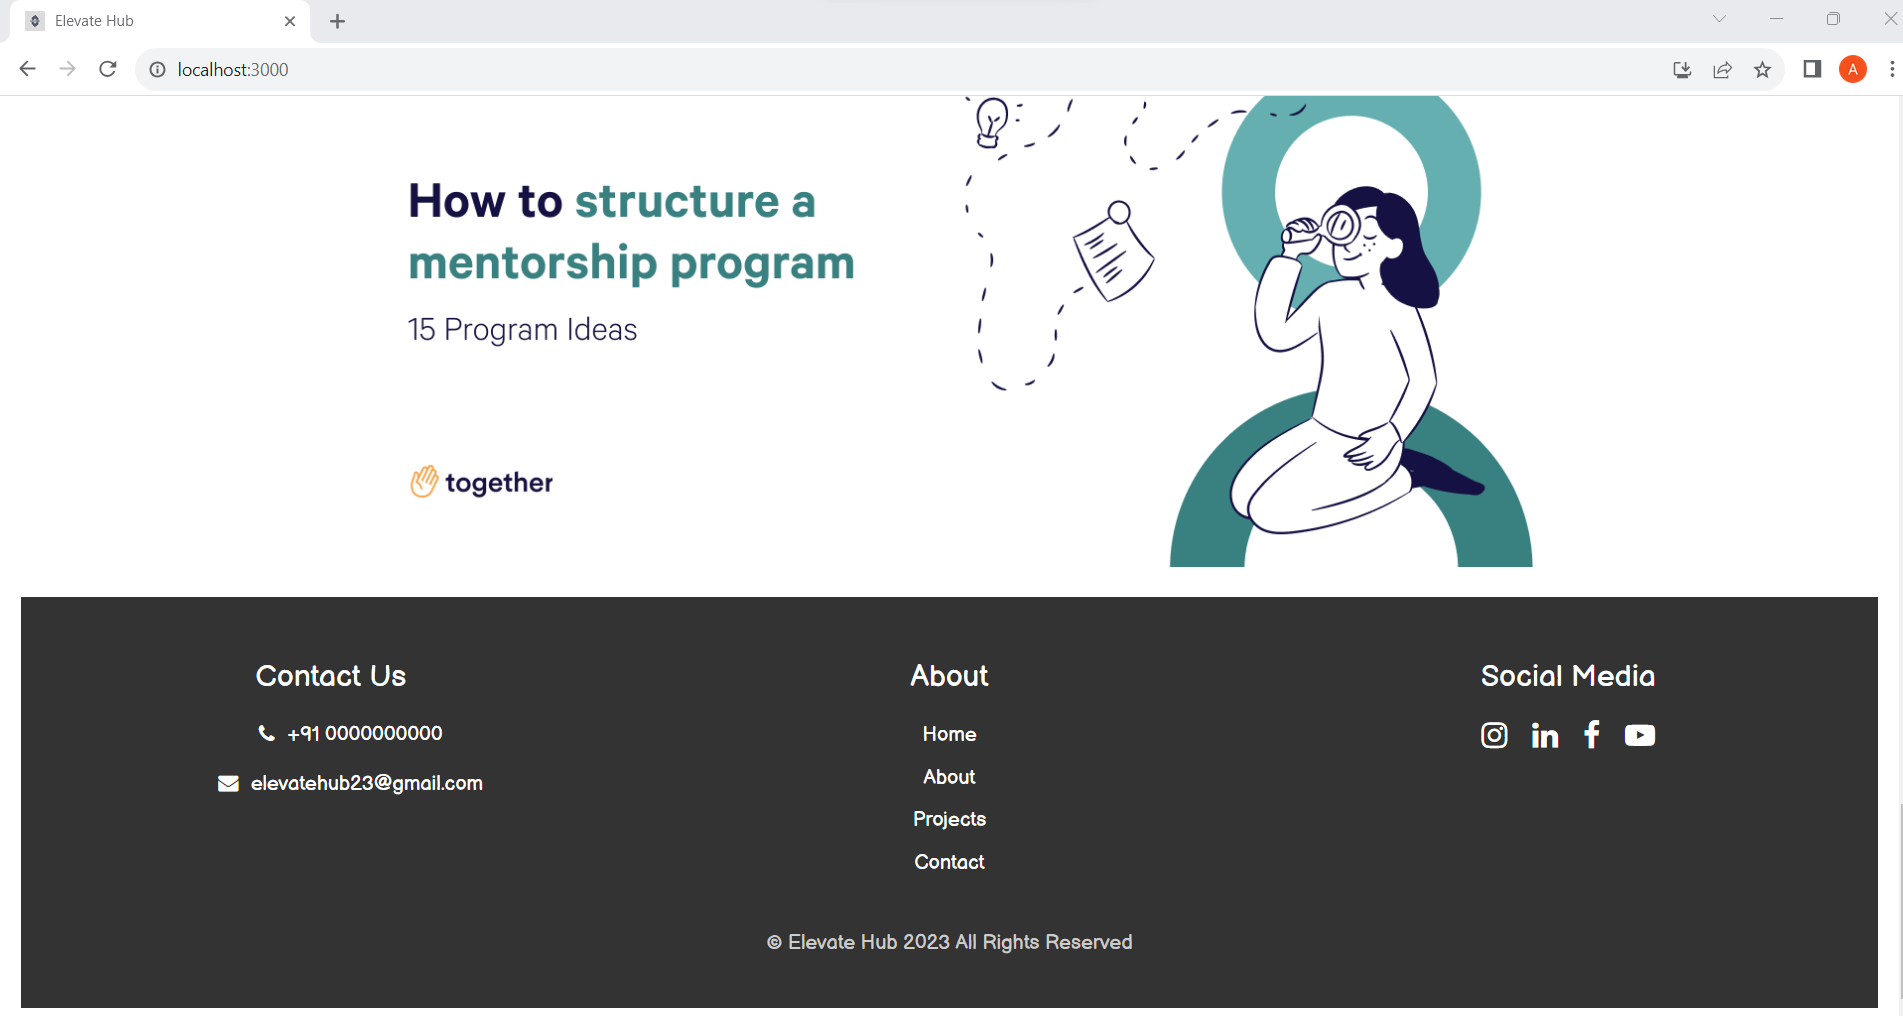 Elevate Hub
localhost:3000
A
How to structure a
mentorship program
15 Program Ideas
together
Contact Us
+91 0000000000
elevatehub23@gmail.com
About
Home
About
Projects
Contact
Social Media
© Elevate Hub 2023 All Rights Reserved